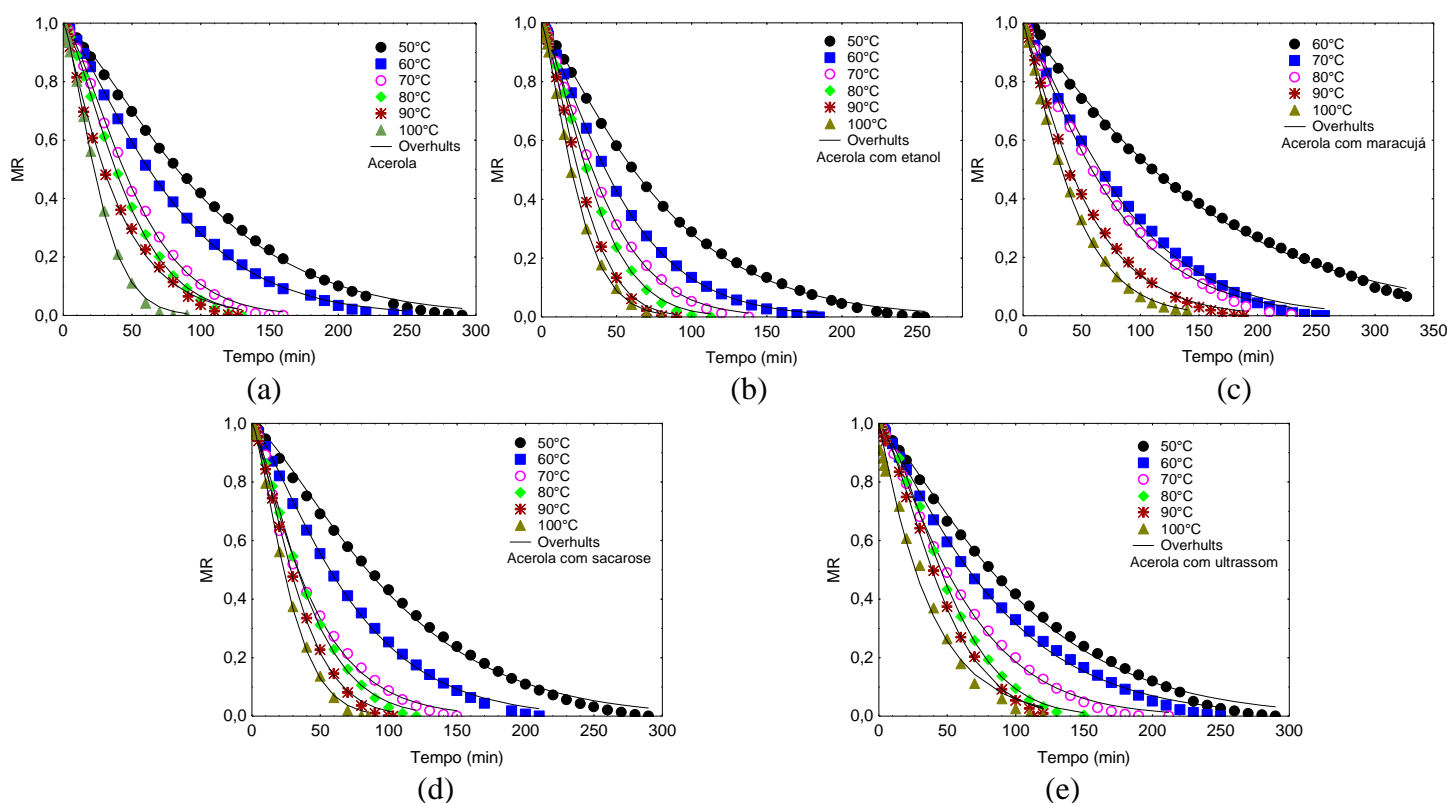 1,0
0,8
0,6
0,4
0,2
0,0
MR
0 50 100 150 200 250 300
Tempo (min)
50°C
60°C
70°C
80°C
90°C
100°C
Overhults
Acerola
(a)
1,0
0,8
0,6
0,4
0,2
0,0
MR
0 50 100 150 200 250
Tempo (min)
50°C
60°C
70°C
80°C
90°C
100°C
Overhults
Acerola com etanol
(b)
1,0
0,8
0,6
0,4
0,2
0,0
MR
0 50 100 150 200 250 300 350
Tempo (min)
60°C
70°C
80°C
90°C
100°C
Overhults
Acerola com maracujá
(c)
1,0
0,8
0,6
0,4
0,2
0,0
MR
0 50 100 150 200 250 300
Tempo (min)
50°C
60°C
70°C
80°C
90°C
100°C
Overhults
Acerola com sacarose
(d)
1,0
0,8
0,6
0,4
0,2
0,0
MR
0 50 100 150 200 250 300
Tempo (min)
50°C
60°C
70°C
80°C
90°C
100°C
Overhults
Acerola com ultrassom
(e)